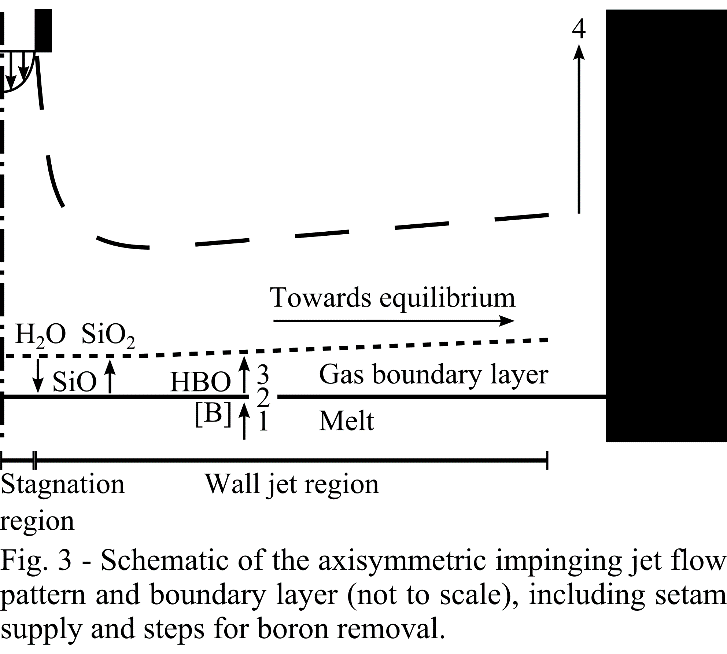 4
Towards equilibrium
H2O SiO2
SiO
HBO
3
Gas boundary layer
2
[B]
1
Melt
Stagnation
region
Wall jet region
Fig. 3 - Schematic of the axisymmetric impinging jet flow
pattern and boundary layer (not to scale), including setam
supply and steps for boron removal.